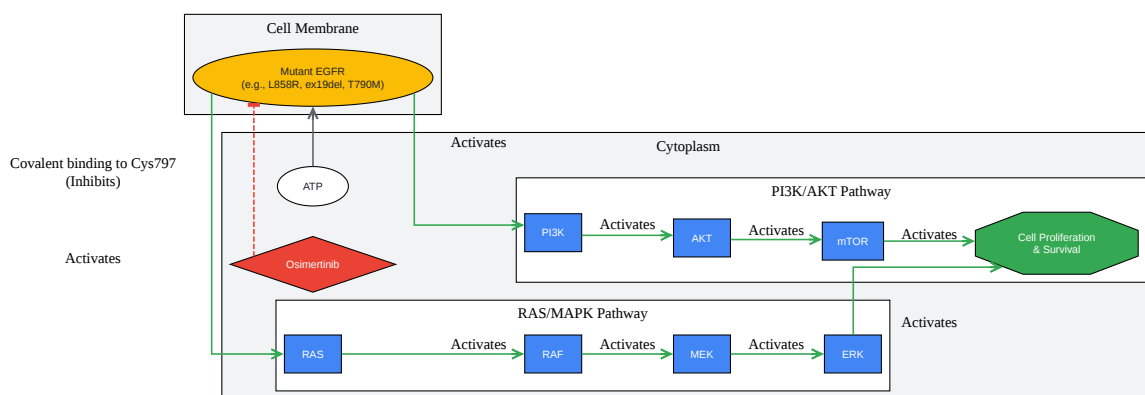 Cell Membrane
Mutant EGFR
(e.g., L858R, ex19del, T790M)
Activates
Cytoplasm
Covalent binding to Cys797
(Inhibits)
ATP
PI3K/AKT Pathway
PI3K
Activates
AKT
Activates
mTOR
Activates
Cell Proliferation
& Survival
Activates
Osimertinib
RAS/MAPK Pathway
Activates
RAS
Activates
RAF
Activates
MEK
Activates
ERK